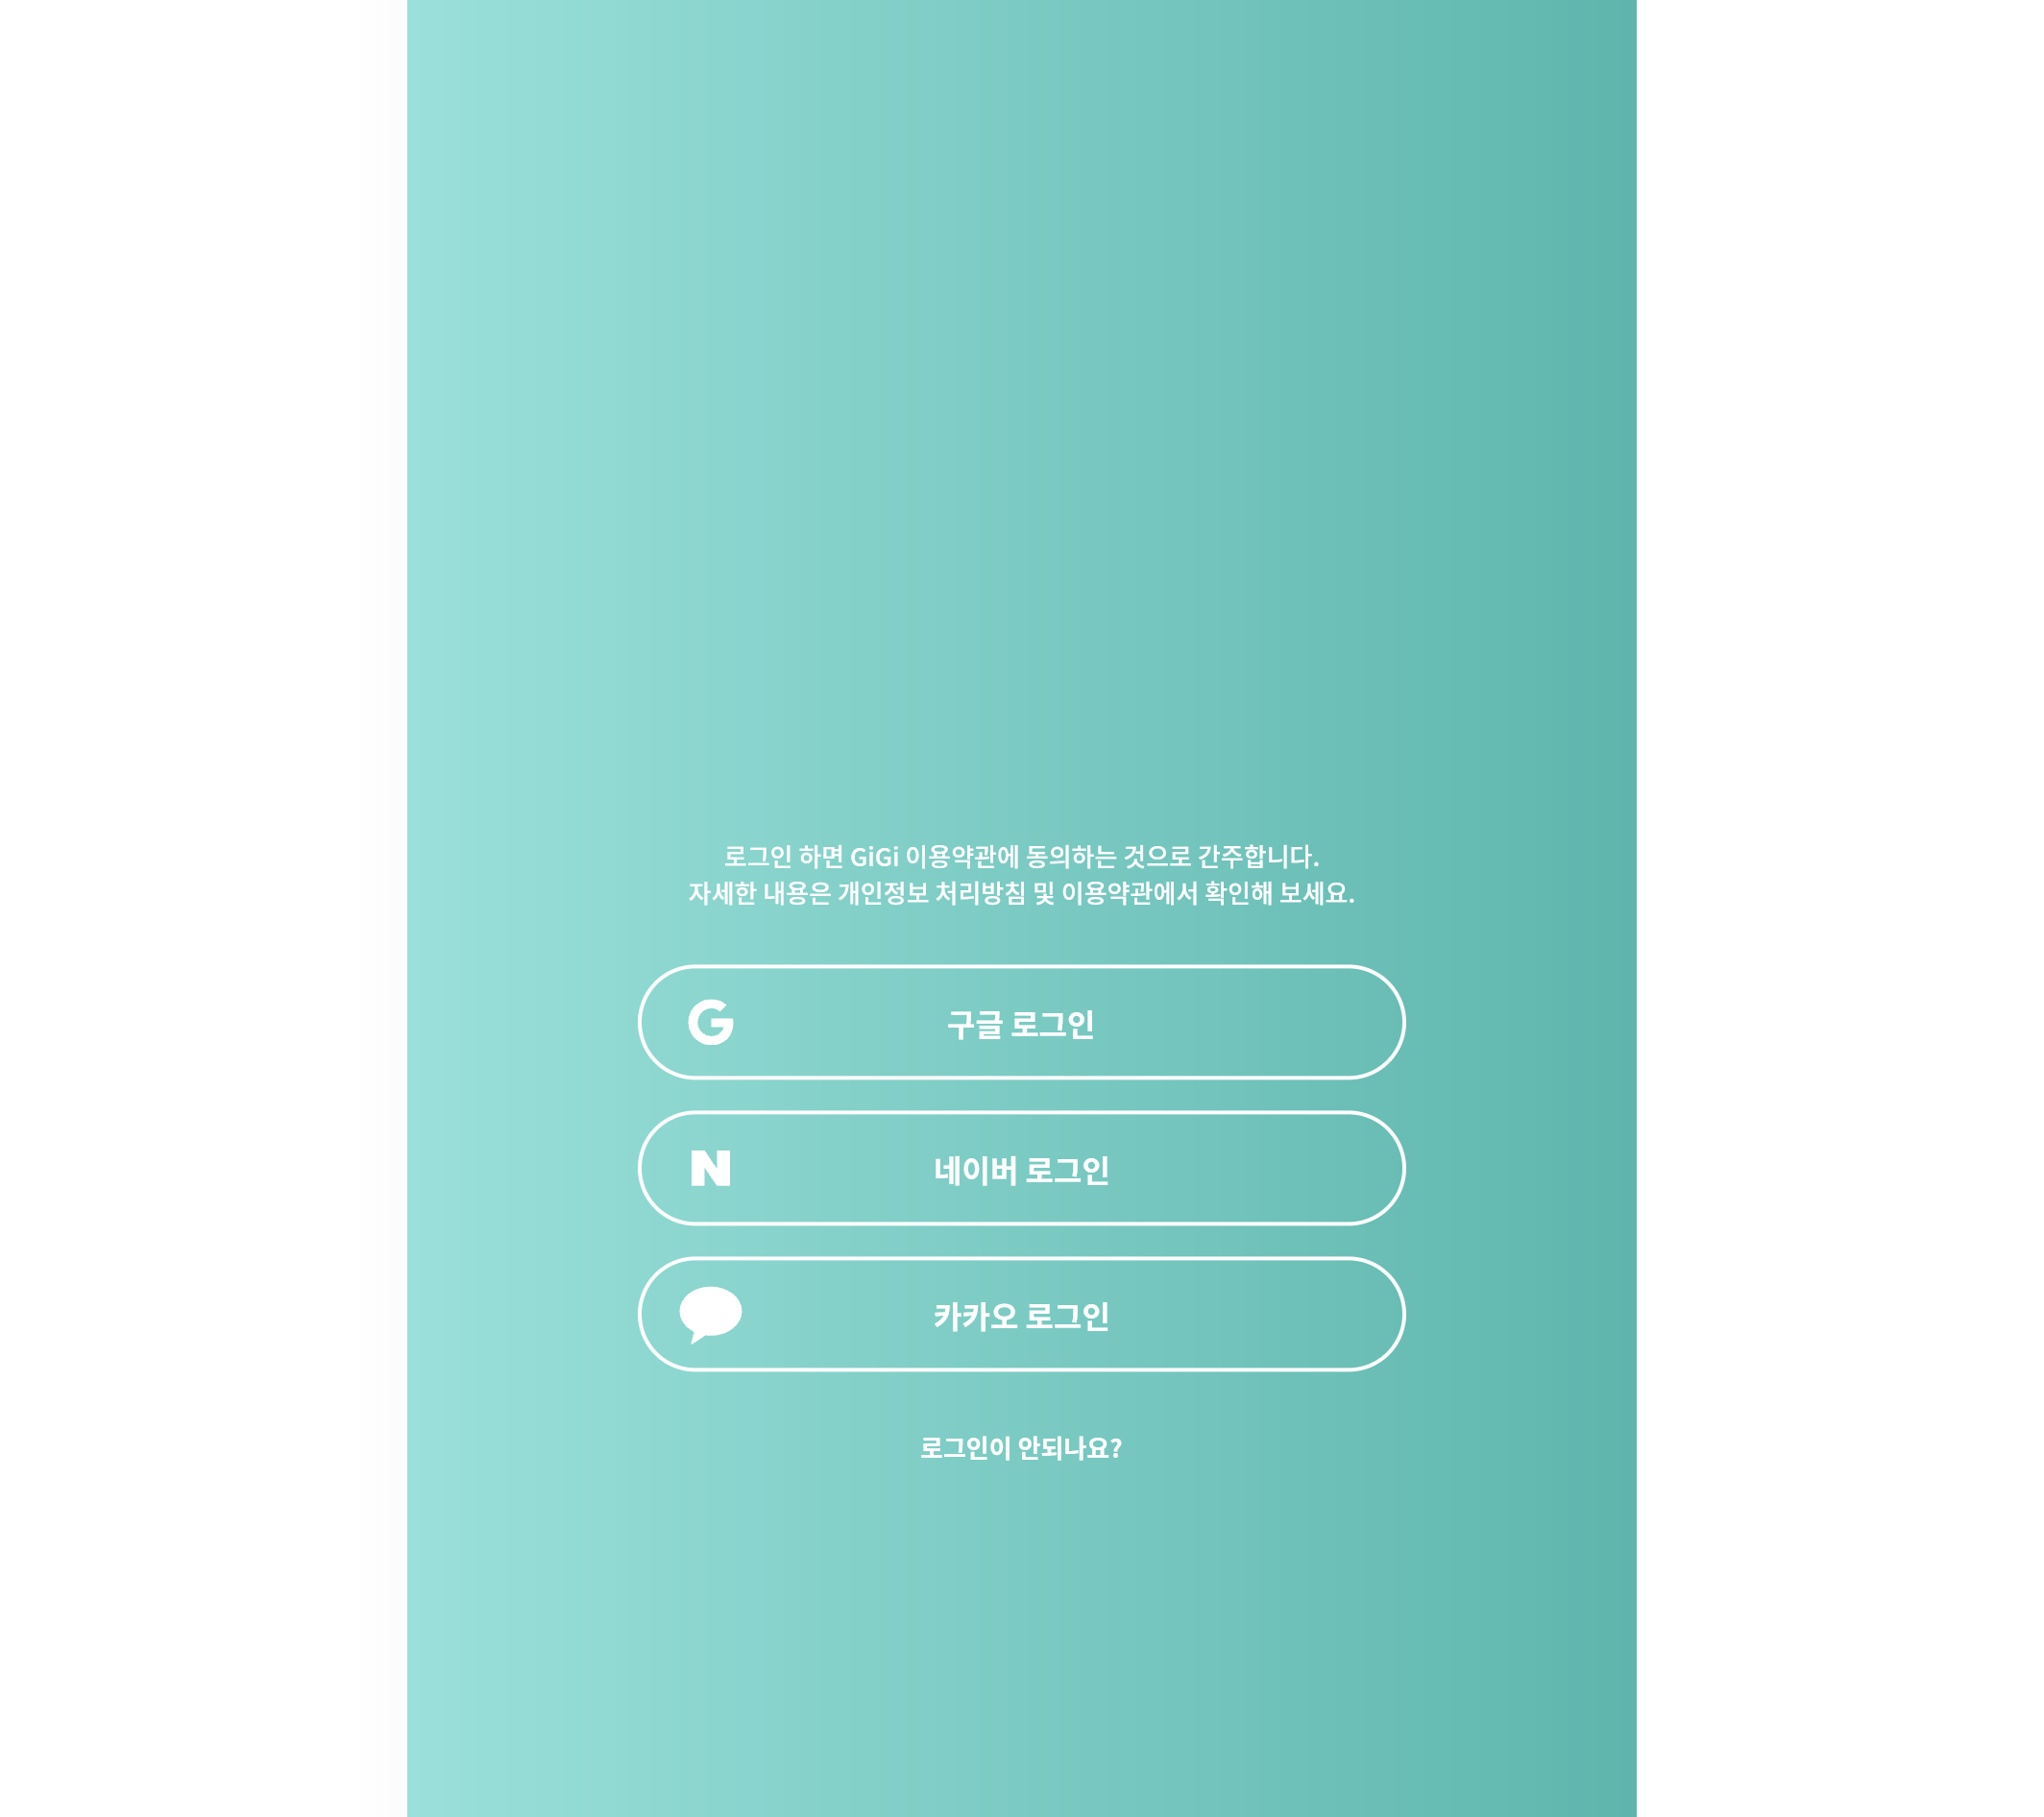 로그인 하면 GiGi 이용약관에 동의하는 것으로 간주합니다.
자세한 내용은 개인정보 처리방침 및 이용약관에서 확인해 보세요.
G 구글 로그인
N 네이버 로그인
카카오 로그인
로그인이 안되나요?